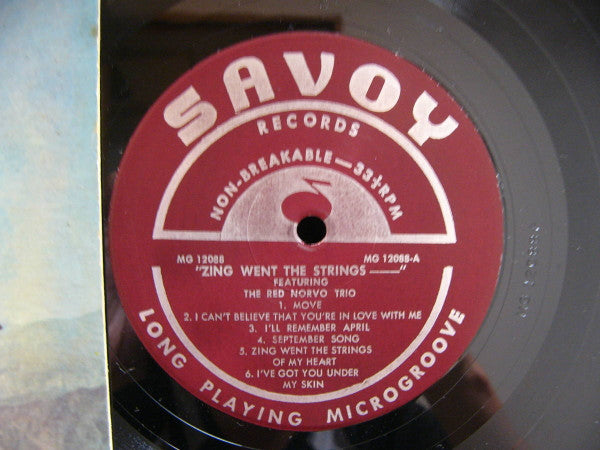 SAVOY
RECORDS
NON-BREAKABLE—33⅓RPM
MG 12088 MG 12088-A
"ZING WENT THE STRINGS ——"
FEATURING
THE RED NORVO TRIO
1. MOVE
2. I CAN'T BELIEVE THAT YOU'RE IN LOVE WITH ME
3. I'LL REMEMBER APRIL
4. SEPTEMBER SONG
5. ZING WENT THE STRINGS
OF MY HEART
6. I'VE GOT YOU UNDER
MY SKIN
LONG PLAYING MICROGROOVE